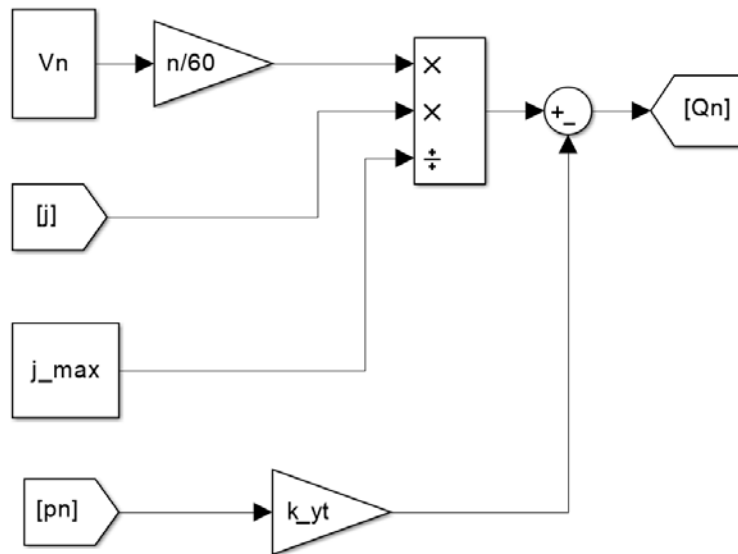 Vn
n/60
×
×
÷
+
−
[Qn]
[j]
j_max
[pn]
k_yt